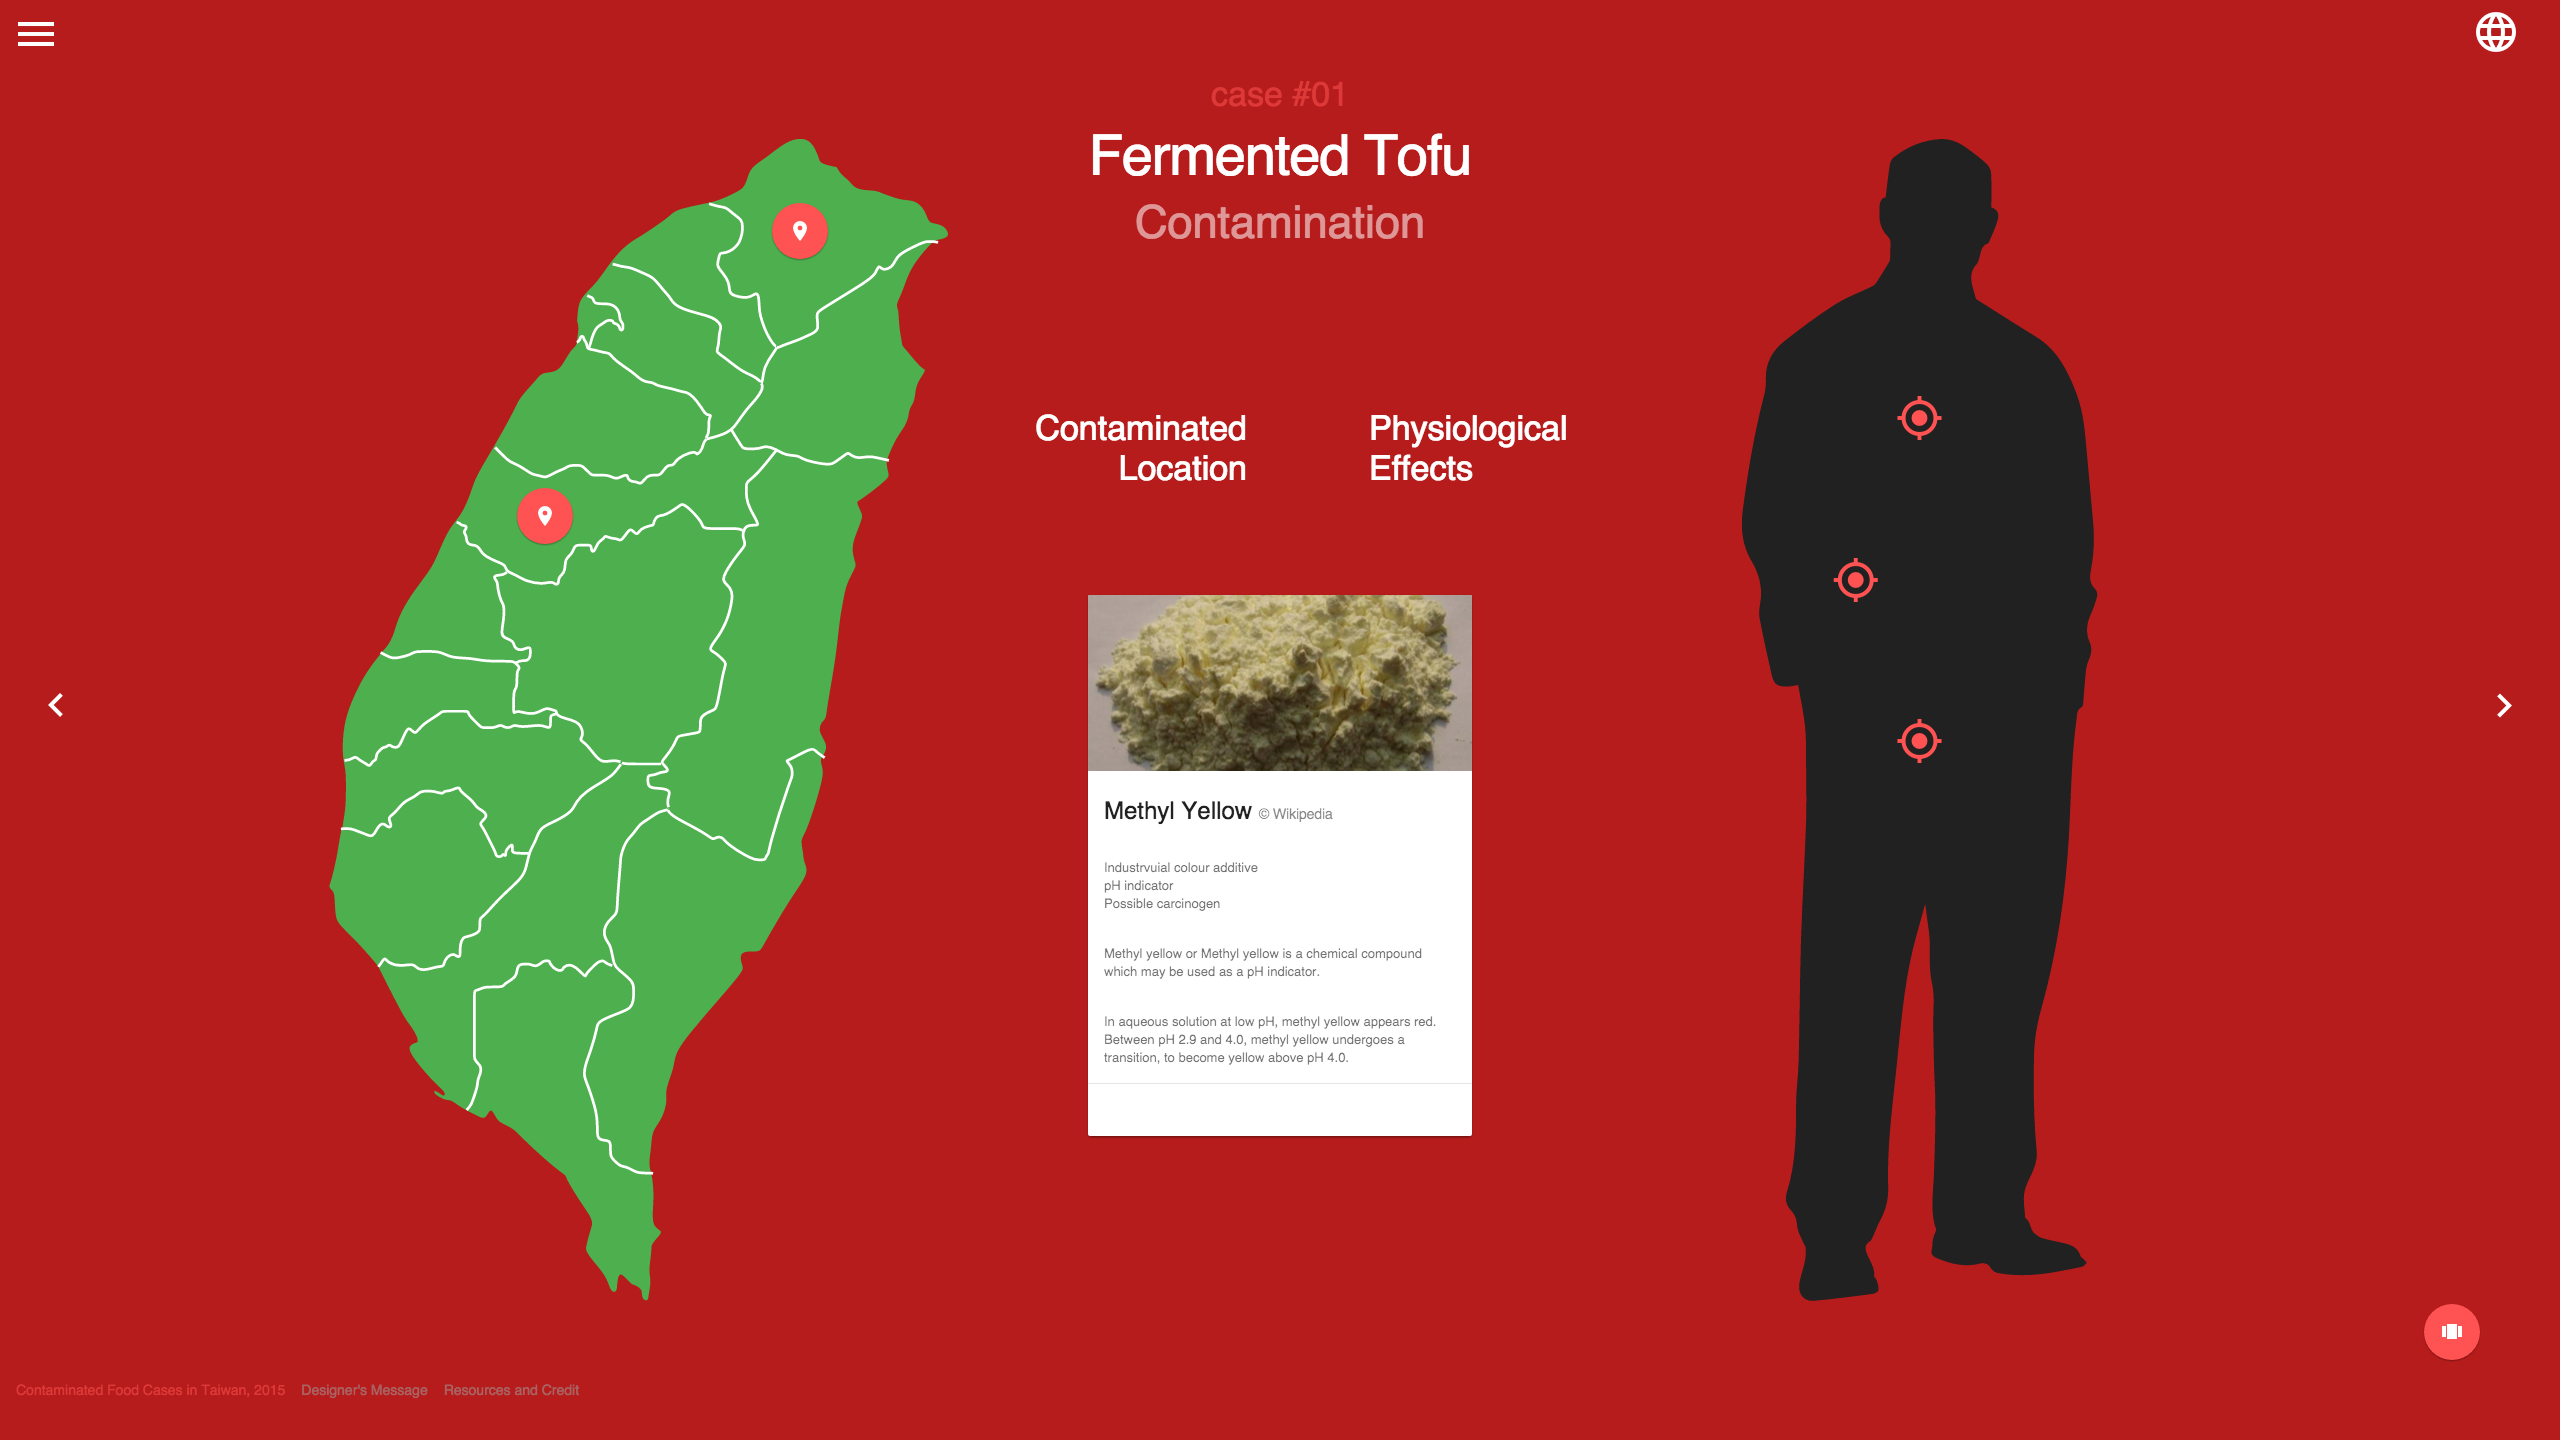 case #01
Fermented Tofu
Contamination
Contaminated
Location
Physiological
Effects
Methyl Yellow © Wikipedia
Industrvuial colour additive
pH indicator
Possible carcinogen
Methyl yellow or Methyl yellow is a chemical compound
which may be used as a pH indicator.
In aqueous solution at low pH, methyl yellow appears red.
Between pH 2.9 and 4.0, methyl yellow undergoes a
transition, to become yellow above pH 4.0.
Contaminated Food Cases in Taiwan, 2015 Designer's Message Resources and Credit